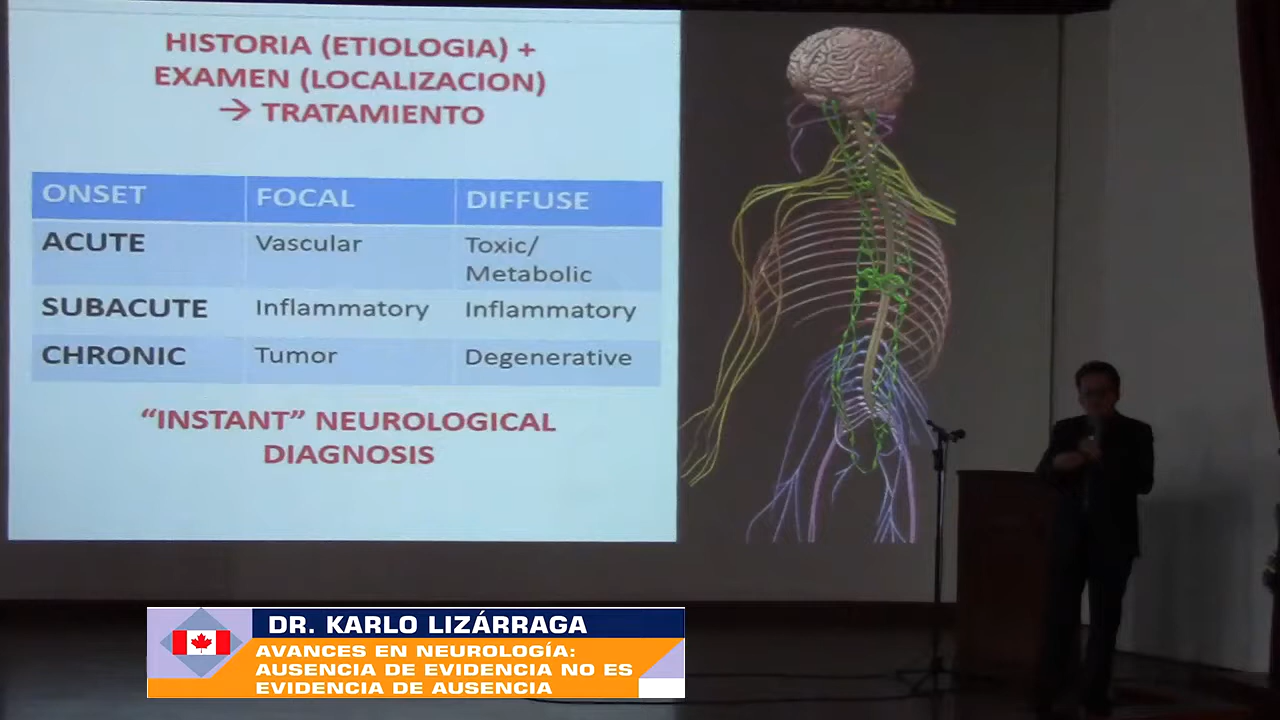 HISTORIA (ETIOLOGIA) +
EXAMEN (LOCALIZACION)
→ TRATAMIENTO
ONSET FOCAL DIFFUSE
ACUTE Vascular Toxic/
Metabolic
SUBACUTE Inflammatory Inflammatory
CHRONIC Tumor Degenerative
“INSTANT” NEUROLOGICAL
DIAGNOSIS
DR. KARLO LIZÁRRAGA
AVANCES EN NEUROLOGÍA:
AUSENCIA DE EVIDENCIA NO ES
EVIDENCIA DE AUSENCIA